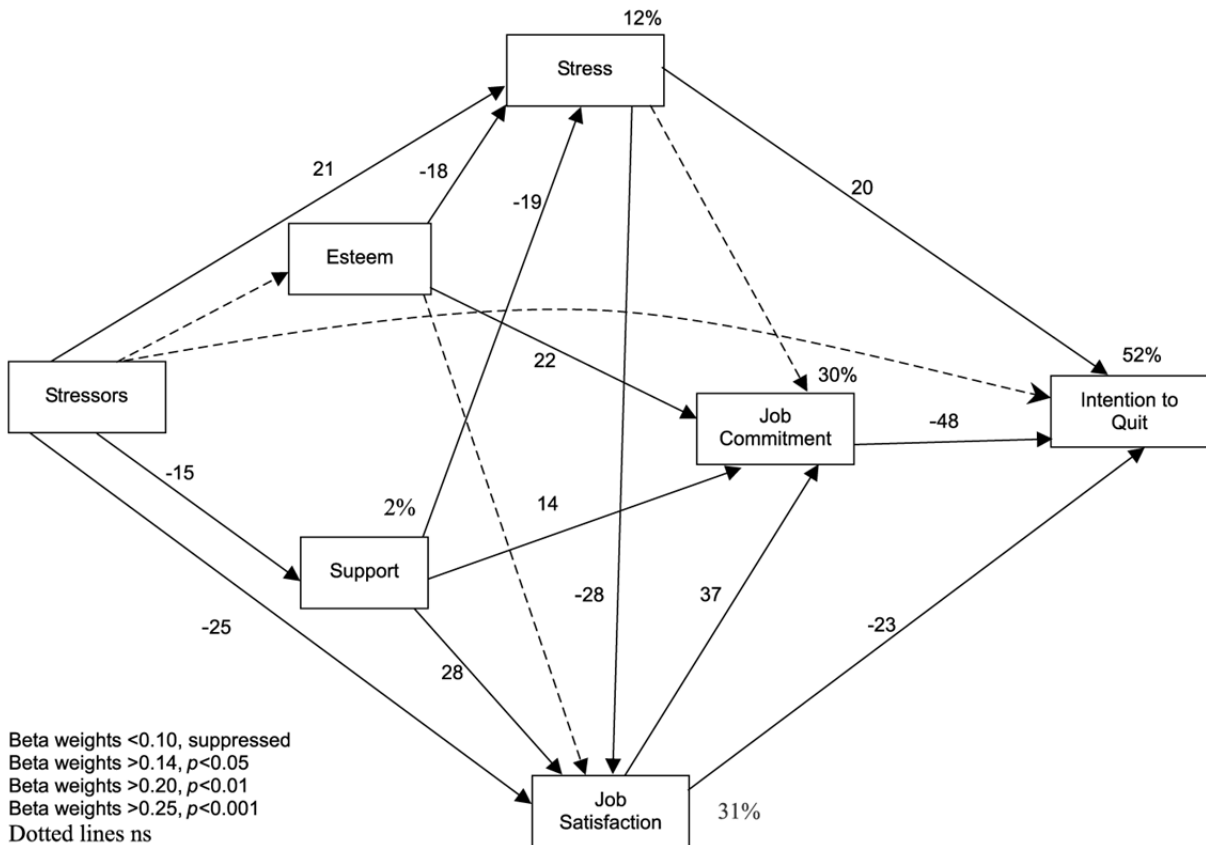 12%
Stress
21
-18
-19
20
Esteem
22
52%
30%
Stressors
Job
Commitment
-48
Intention to
Quit
-15
2%
14
Support
-25
-28
37
-23
28
Beta weights <0.10, suppressed
Beta weights >0.14, p<0.05
Beta weights >0.20, p<0.01
Beta weights >0.25, p<0.001
Dotted lines ns
Job
Satisfaction
31%